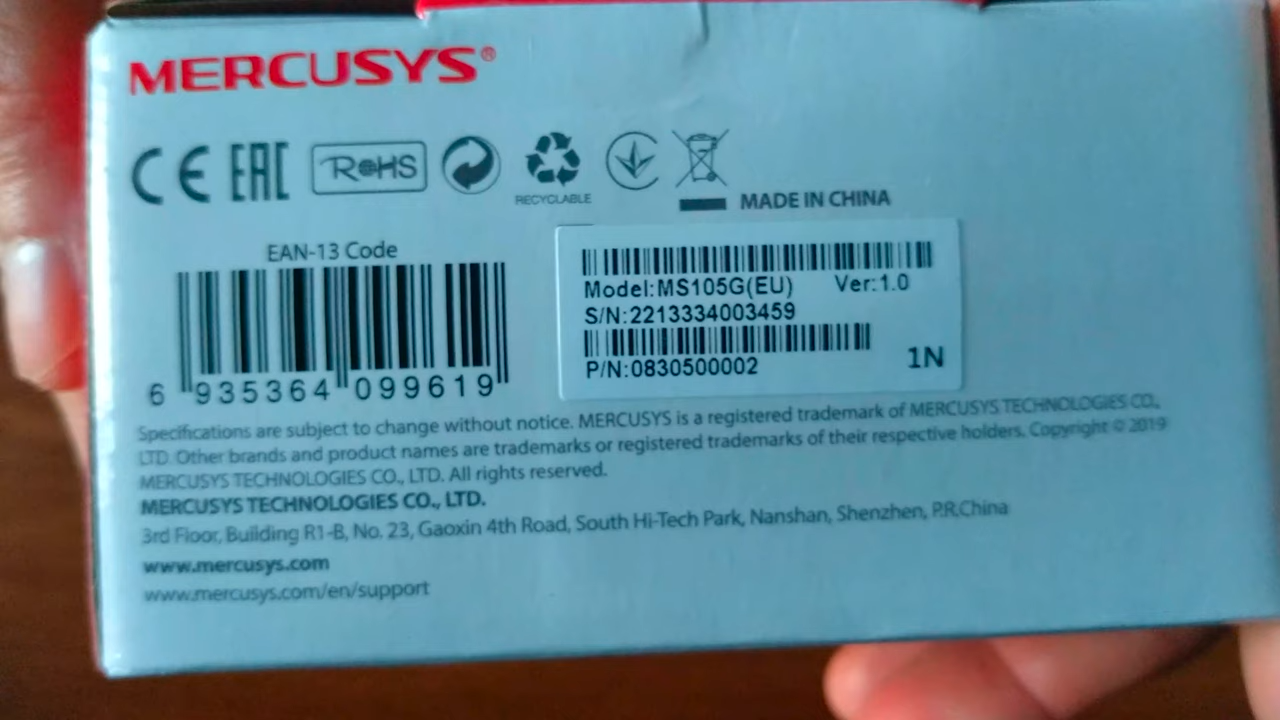 MERCUSYS®
CE EAC RoHS
RECYCLABLE
MADE IN CHINA
EAN-13 Code
6 935364 099619
Model:MS105G(EU) Ver:1.0
S/N:2213334003459
P/N:0830500002
1N
Specifications are subject to change without notice. MERCUSYS is a registered trademark of MERCUSYS TECHNOLOGIES CO.,
LTD. Other brands and product names are trademarks or registered trademarks of their respective holders. Copyright © 2019
MERCUSYS TECHNOLOGIES CO., LTD. All rights reserved.
MERCUSYS TECHNOLOGIES CO., LTD.
3rd Floor, Building R1-B, No. 23, Gaoxin 4th Road, South Hi-Tech Park, Nanshan, Shenzhen, P.R.China
www.mercusys.com
www.mercusys.com/en/support